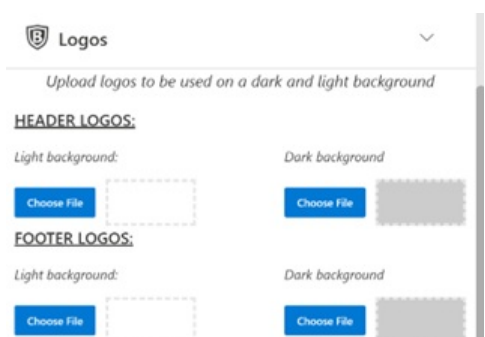 B Logos
Upload logos to be used on a dark and light background
HEADER LOGOS:
Light background: Dark background
Choose File Choose File
FOOTER LOGOS:
Light background: Dark background
Choose File Choose File